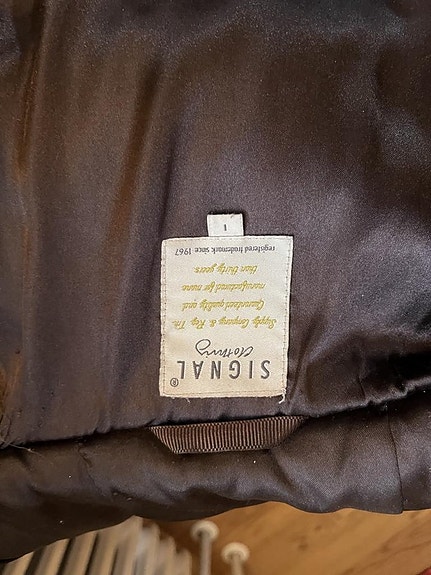 SIGNAL®
clothing
Supply Company & Reg. Tm.
Guaranteed quality and
manufactured for more
than thirty years
registered trademark since 1967
1